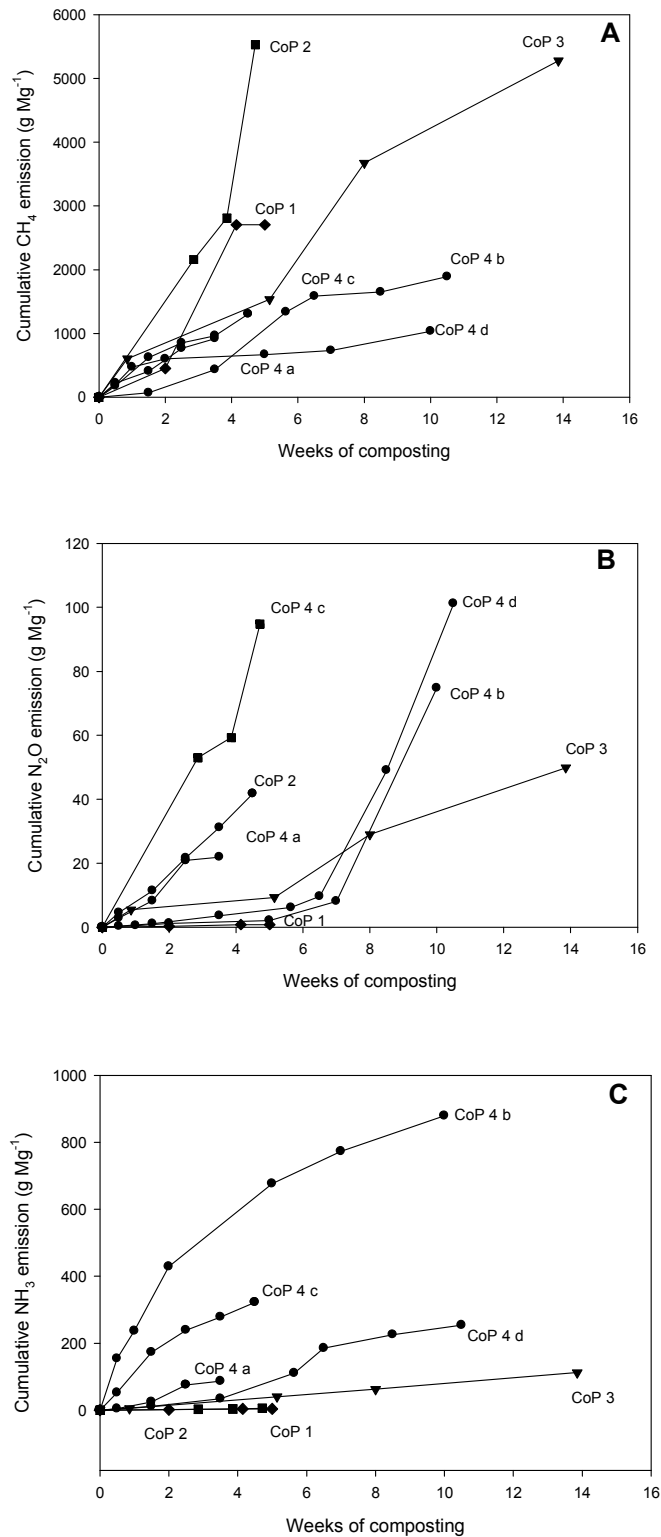 A
6000
5000
4000
3000
2000
1000
0
Cumulative CH4 emission (g Mg-1)
CoP 2
CoP 3
CoP 1
CoP 4 c
CoP 4 b
CoP 4 d
CoP 4 a
0 2 4 6 8 10 12 14 16
Weeks of composting
B
120
100
80
60
40
20
0
Cumulative N2O emission (g Mg-1)
CoP 4 c
CoP 4 d
CoP 4 b
CoP 3
CoP 2
CoP 4 a
CoP 1
0 2 4 6 8 10 12 14 16
Weeks of composting
C
1000
800
600
400
200
0
Cumulative NH3 emission (g Mg-1)
CoP 4 b
CoP 4 c
CoP 4 d
CoP 4 a
CoP 3
CoP 2 CoP 1
0 2 4 6 8 10 12 14 16
Weeks of composting